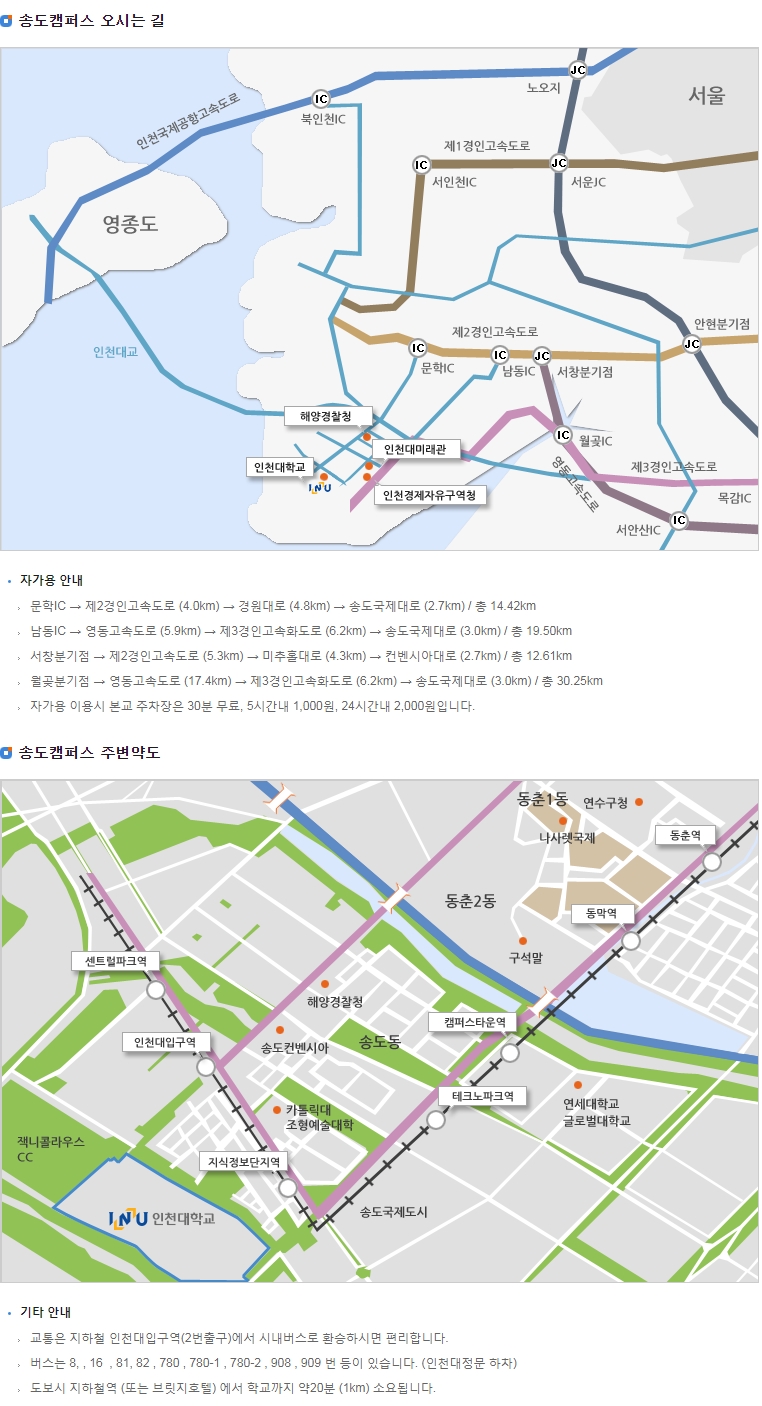 송도캠퍼스 오시는 길
노오지
JC
서울
인천국제공항고속도로
IC
북인천IC
제1경인고속도로
IC
JC
서인천IC
서운JC
영종도
안현분기점
제2경인고속도로
인천대교
IC
IC
JC
JC
문학IC
남동IC
서창분기점
해양경찰청
IC
월곶IC
인천대미래관
인천대학교
제3경인고속도로
영동고속도로
INU
인천경제자유구역청
목감IC
서안산IC
IC
자가용 안내
문학IC → 제2경인고속도로 (4.0km) → 경원대로 (4.8km) → 송도국제대로 (2.7km) / 총 14.42km
남동IC → 영동고속도로 (5.9km) → 제3경인고속화도로 (6.2km) → 송도국제대로 (3.0km) / 총 19.50km
서창분기점 → 제2경인고속도로 (5.3km) → 미추홀대로 (4.3km) → 컨벤시아대로 (2.7km) / 총 12.61km
월곶분기점 → 영동고속도로 (17.4km) → 제3경인고속화도로 (6.2km) → 송도국제대로 (3.0km) / 총 30.25km
자가용 이용시 본교 주차장은 30분 무료, 5시간내 1,000원, 24시간내 2,000원입니다.
송도캠퍼스 주변약도
동춘1동
연수구청
나사렛국제
동춘역
동춘2동
동막역
구석말
센트럴파크역
해양경찰청
캠퍼스타운역
인천대입구역
송도컨벤시아
송도동
테크노파크역
카톨릭대
조형예술대학
연세대학교
글로벌대학교
잭니콜라우스
CC
지식정보단지역
INU 인천대학교
송도국제도시
기타 안내
교통은 지하철 인천대입구역(2번출구)에서 시내버스로 환승하시면 편리합니다.
버스는 8, , 16 , 81, 82 , 780 , 780-1 , 780-2 , 908 , 909 번 등이 있습니다. (인천대정문 하차)
도보시 지하철역 (또는 브릿지호텔) 에서 학교까지 약20분 (1km) 소요됩니다.